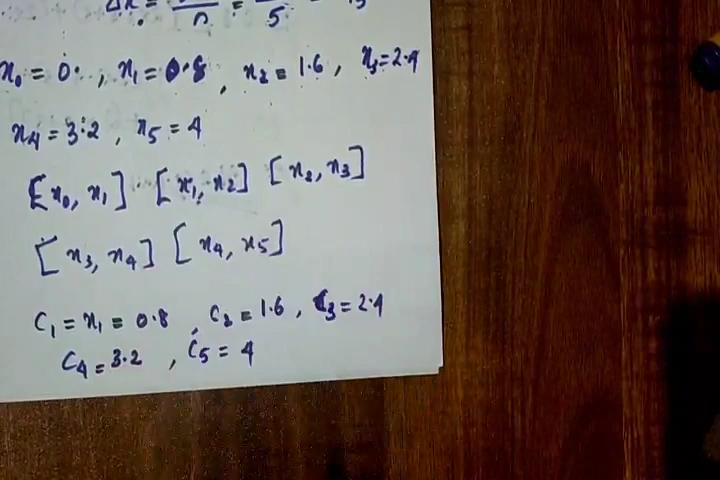 Δx = — / n = — / 5 =
x₀ = 0 , x₁ = 0.8 , x₂ = 1.6 , x₃ = 2.4
x₄ = 3.2 , x₅ = 4
[x₀, x₁] [x₁, x₂] [x₂, x₃]
[x₃, x₄] [x₄, x₅]
C₁ = x₁ = 0.8 , C₂ = 1.6 , C₃ = 2.4
C₄ = 3.2 , C₅ = 4